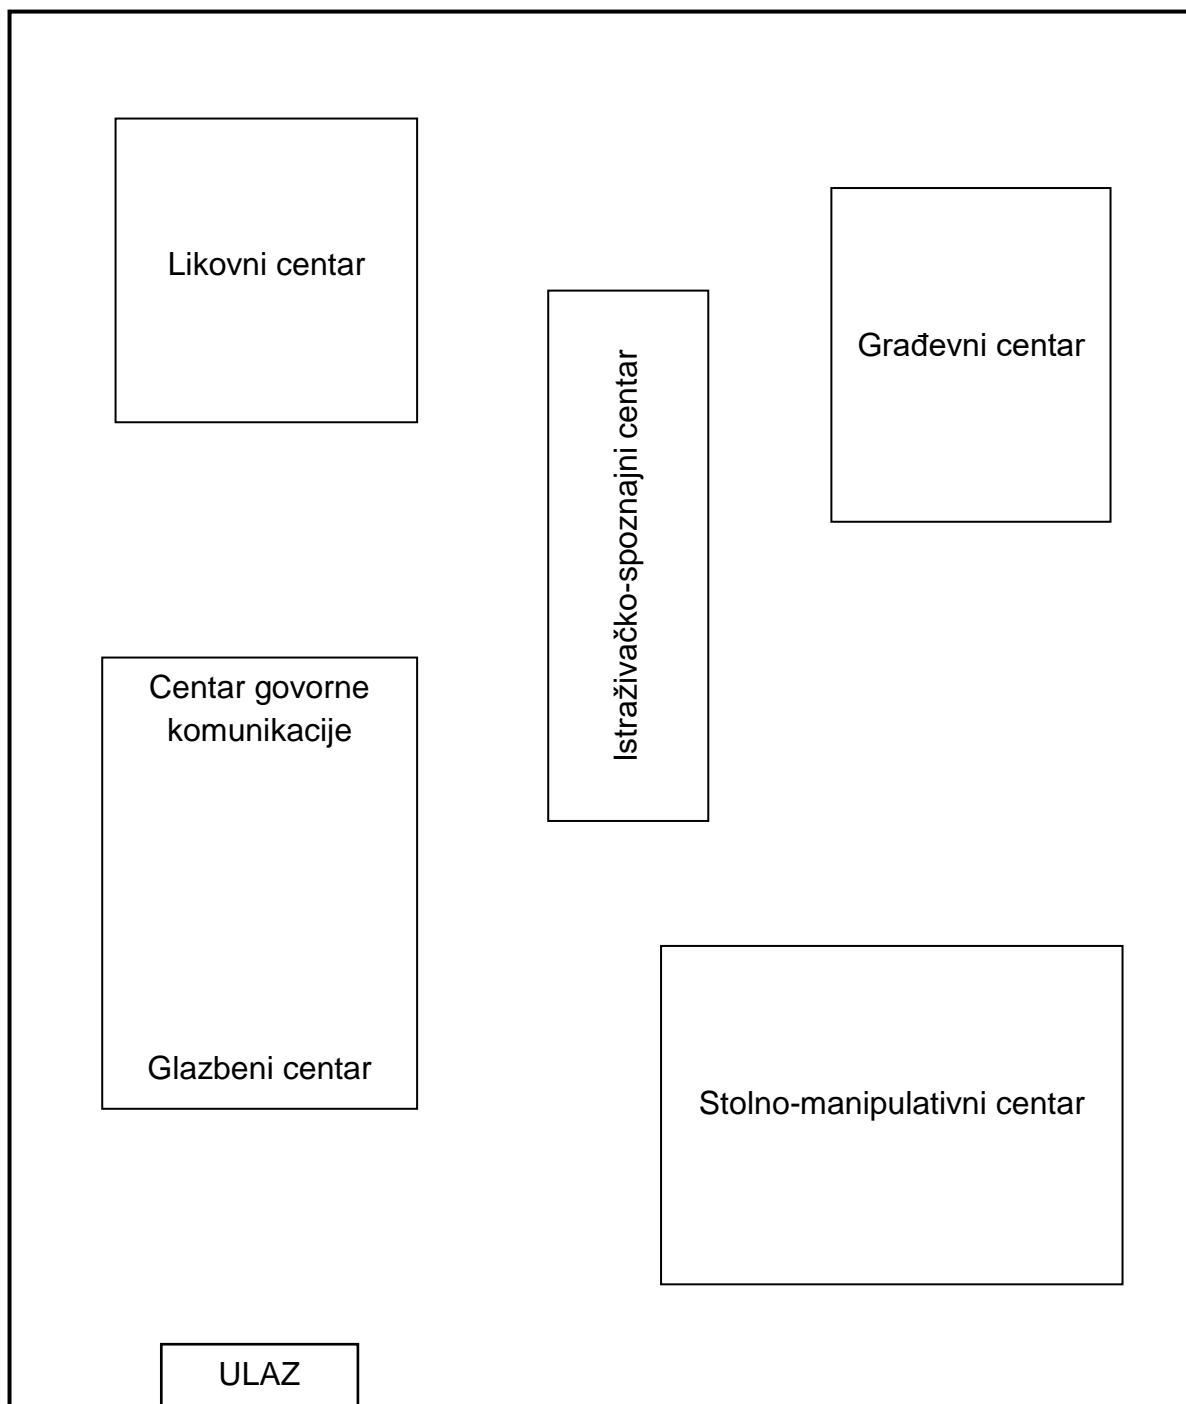 Likovni centar
Građevni centar
Istraživačko-spoznajni centar
Centar govorne
komunikacije
Glazbeni centar
Stolno-manipulativni centar
ULAZ